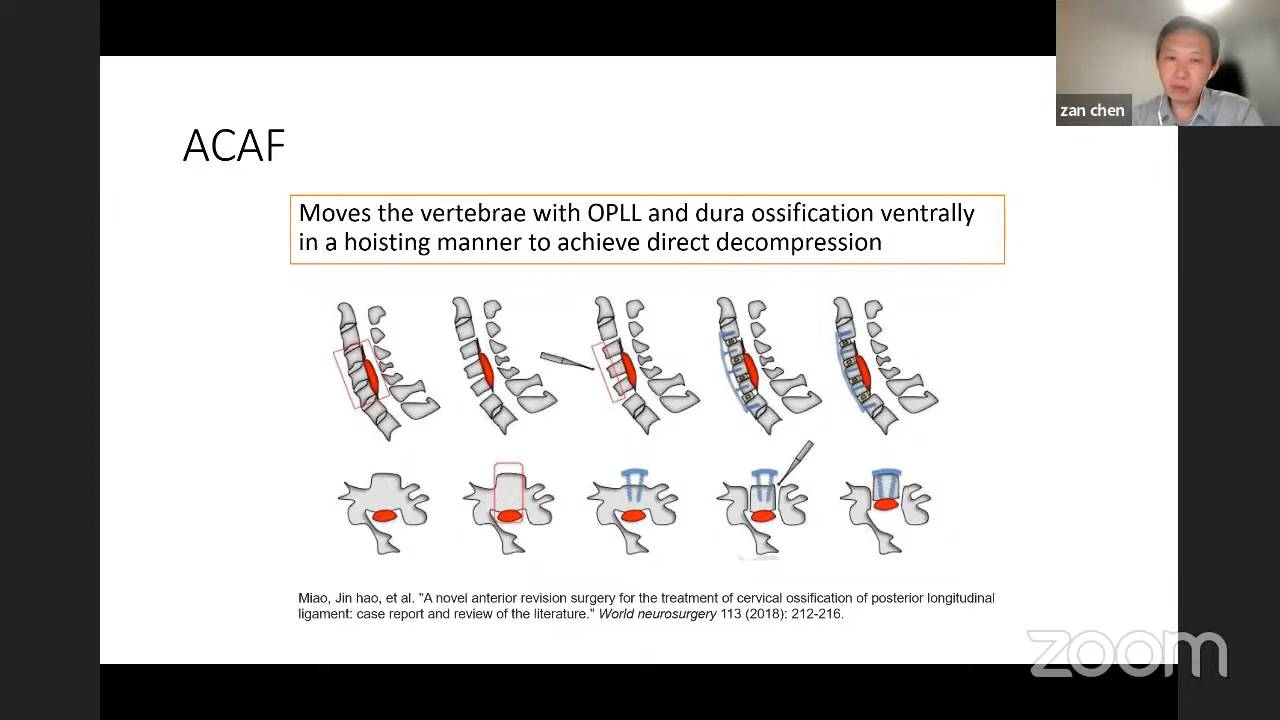 zan chen
ACAF
Moves the vertebrae with OPLL and dura ossification ventrally
in a hoisting manner to achieve direct decompression
Miao, Jin hao, et al. "A novel anterior revision surgery for the treatment of cervical ossification of posterior longitudinal
ligament: case report and review of the literature." World neurosurgery 113 (2018): 212-216.
zoom